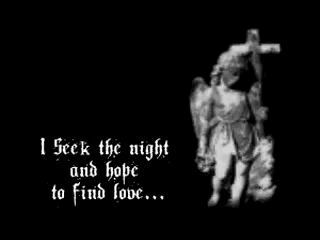 I Seek the night
and hope
to find love...